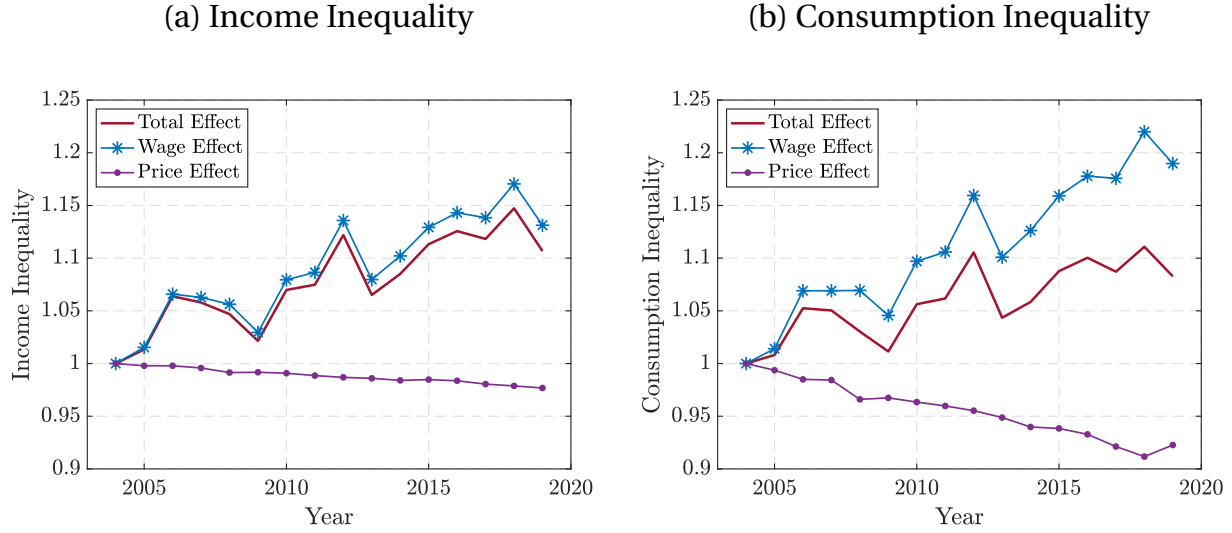 (a) Income Inequality
Income Inequality
1.25
1.2
1.15
1.1
1.05
1
0.95
0.9
Total Effect
Wage Effect
Price Effect
2005 2010 2015 2020
Year
(b) Consumption Inequality
Consumption Inequality
1.25
1.2
1.15
1.1
1.05
1
0.95
0.9
Total Effect
Wage Effect
Price Effect
2005 2010 2015 2020
Year